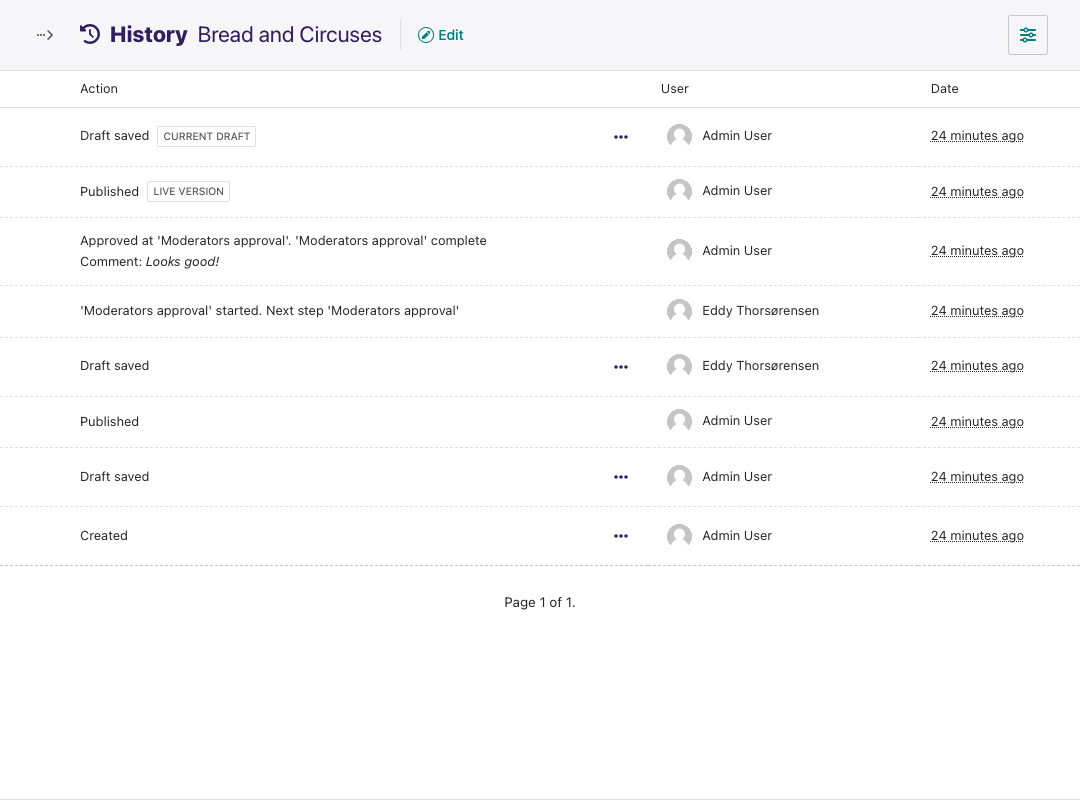 History Bread and Circuses Edit
Action User Date
Draft saved CURRENT DRAFT Admin User 24 minutes ago
Published LIVE VERSION Admin User 24 minutes ago
Approved at 'Moderators approval'. 'Moderators approval' complete
Comment: Looks good! Admin User 24 minutes ago
'Moderators approval' started. Next step 'Moderators approval' Eddy Thorsørensen 24 minutes ago
Draft saved Eddy Thorsørensen 24 minutes ago
Published Admin User 24 minutes ago
Draft saved Admin User 24 minutes ago
Created Admin User 24 minutes ago
Page 1 of 1.